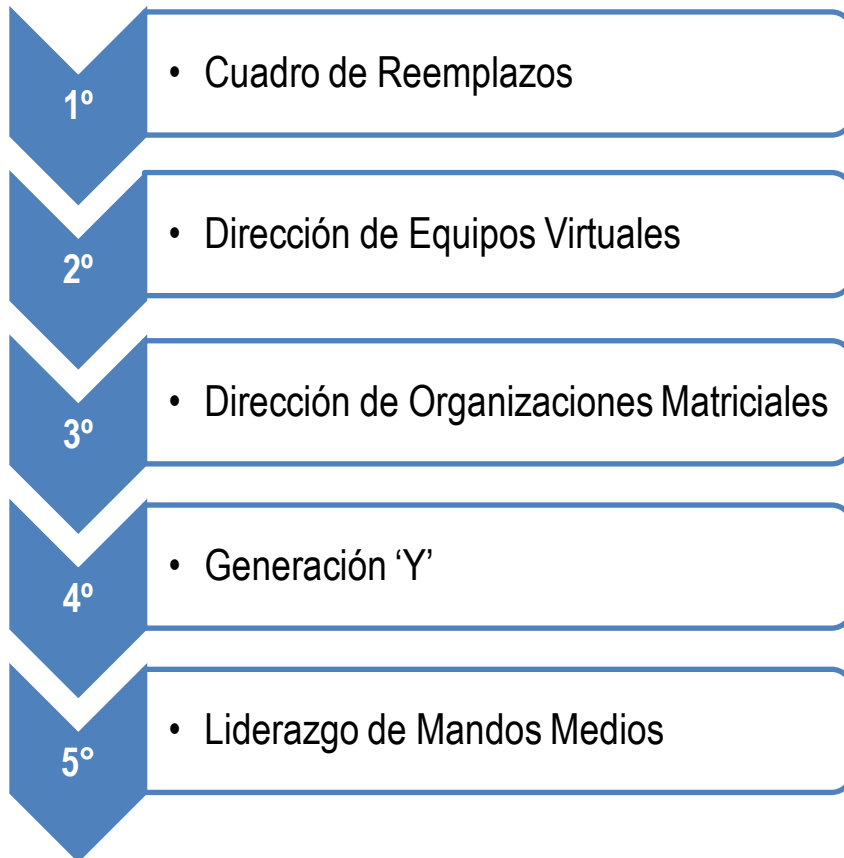 1º
• Cuadro de Reemplazos
2º
• Dirección de Equipos Virtuales
3º
• Dirección de Organizaciones Matriciales
4º
• Generación ‘Y’
5°
• Liderazgo de Mandos Medios